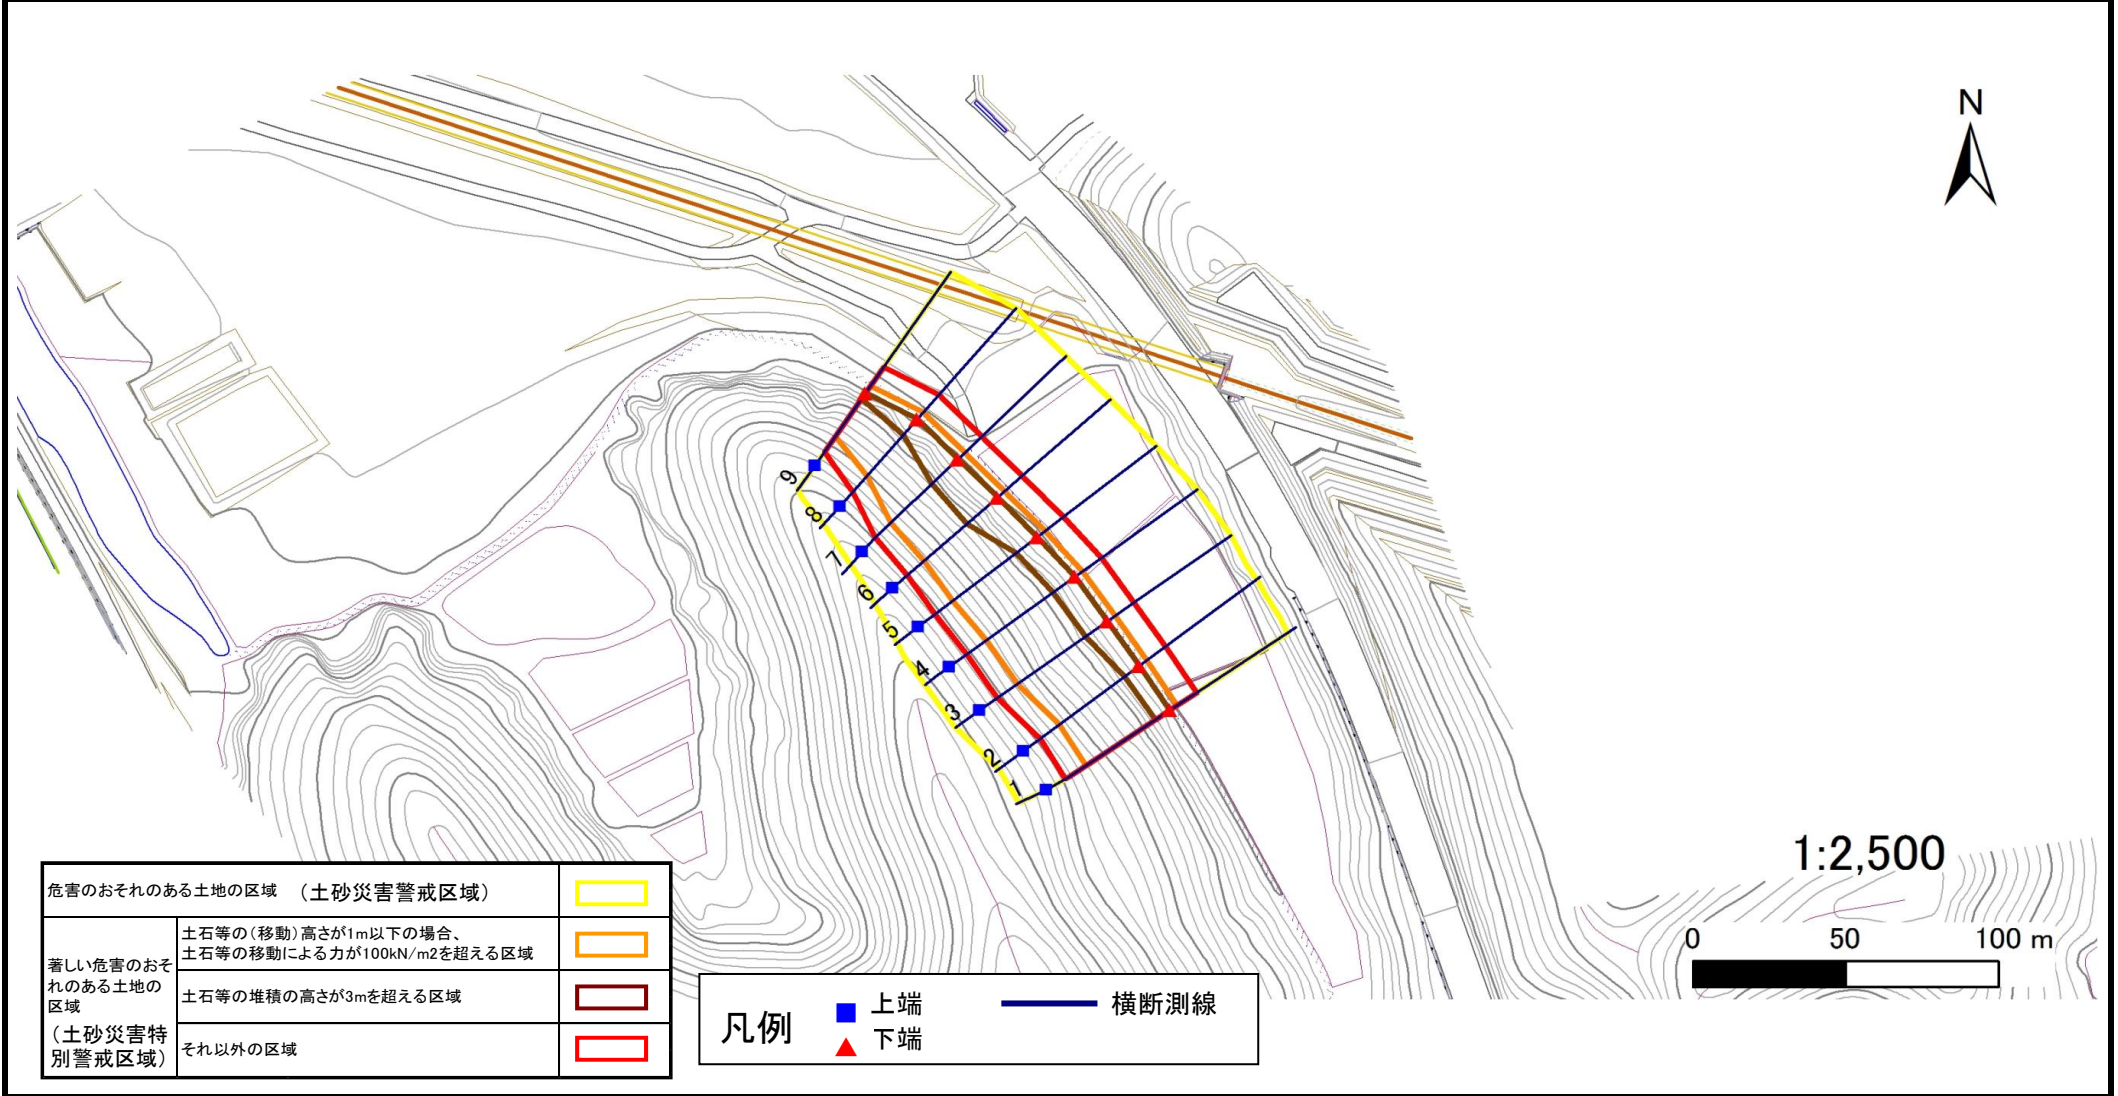 N
9
8
7
6
5
4
3
2
1
1:2,500
0 50 100 m
危害のおそれのある土地の区域 （土砂災害警戒区域）
著しい危害のおそ
れのある土地の
区域
（土砂災害特
別警戒区域）
土石等の（移動）高さが1m以下の場合、
土石等の移動による力が100kN/m2を超える区域
土石等の堆積の高さが3mを超える区域
それ以外の区域
凡例
上端
下端
横断測線